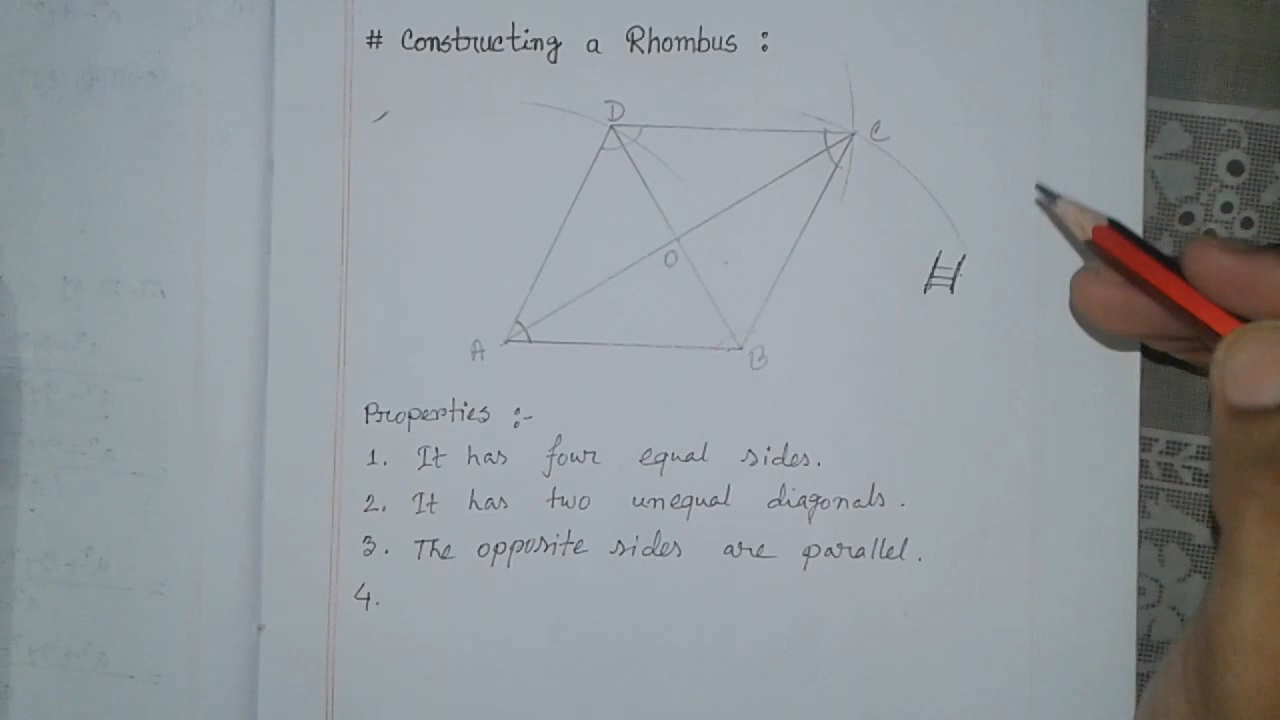 # Constructing a Rhombus :
D
C
O
A
B
Properties :-
1. It has four equal sides.
2. It has two unequal diagonals.
3. The opposite sides are parallel.
4.